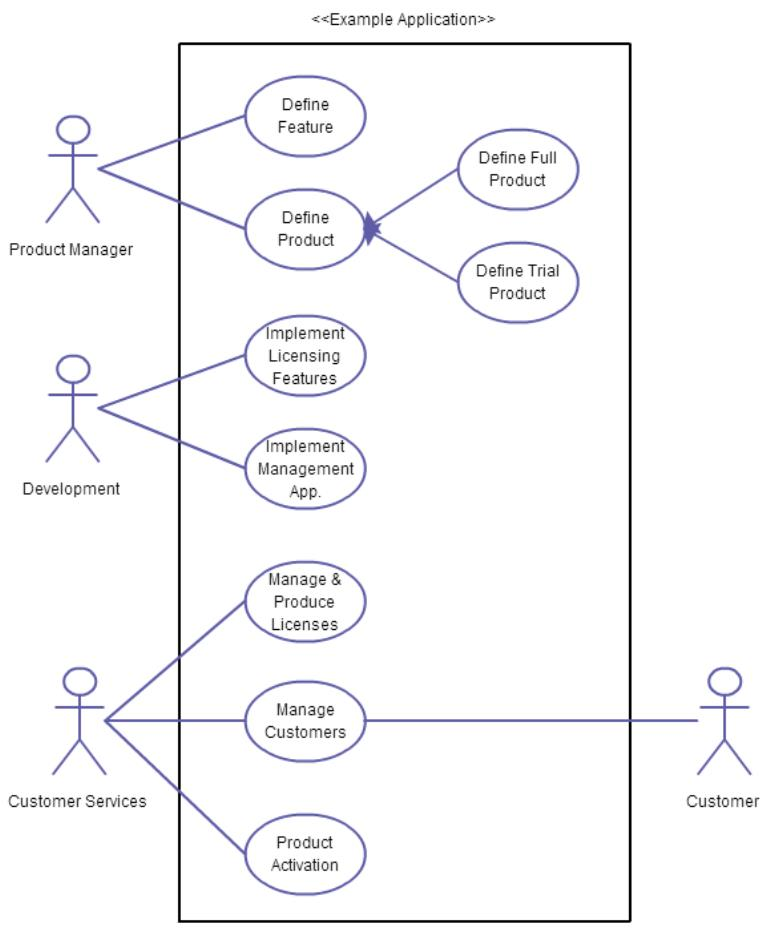 <<Example Application>>
Define
Feature
Define Full
Product
Product Manager
Define
Product
Define Trial
Product
Implement
Licensing
Features
Development
Implement
Management
App.
Manage &
Produce
Licenses
Manage
Customers
Customer Services
Customer
Product
Activation